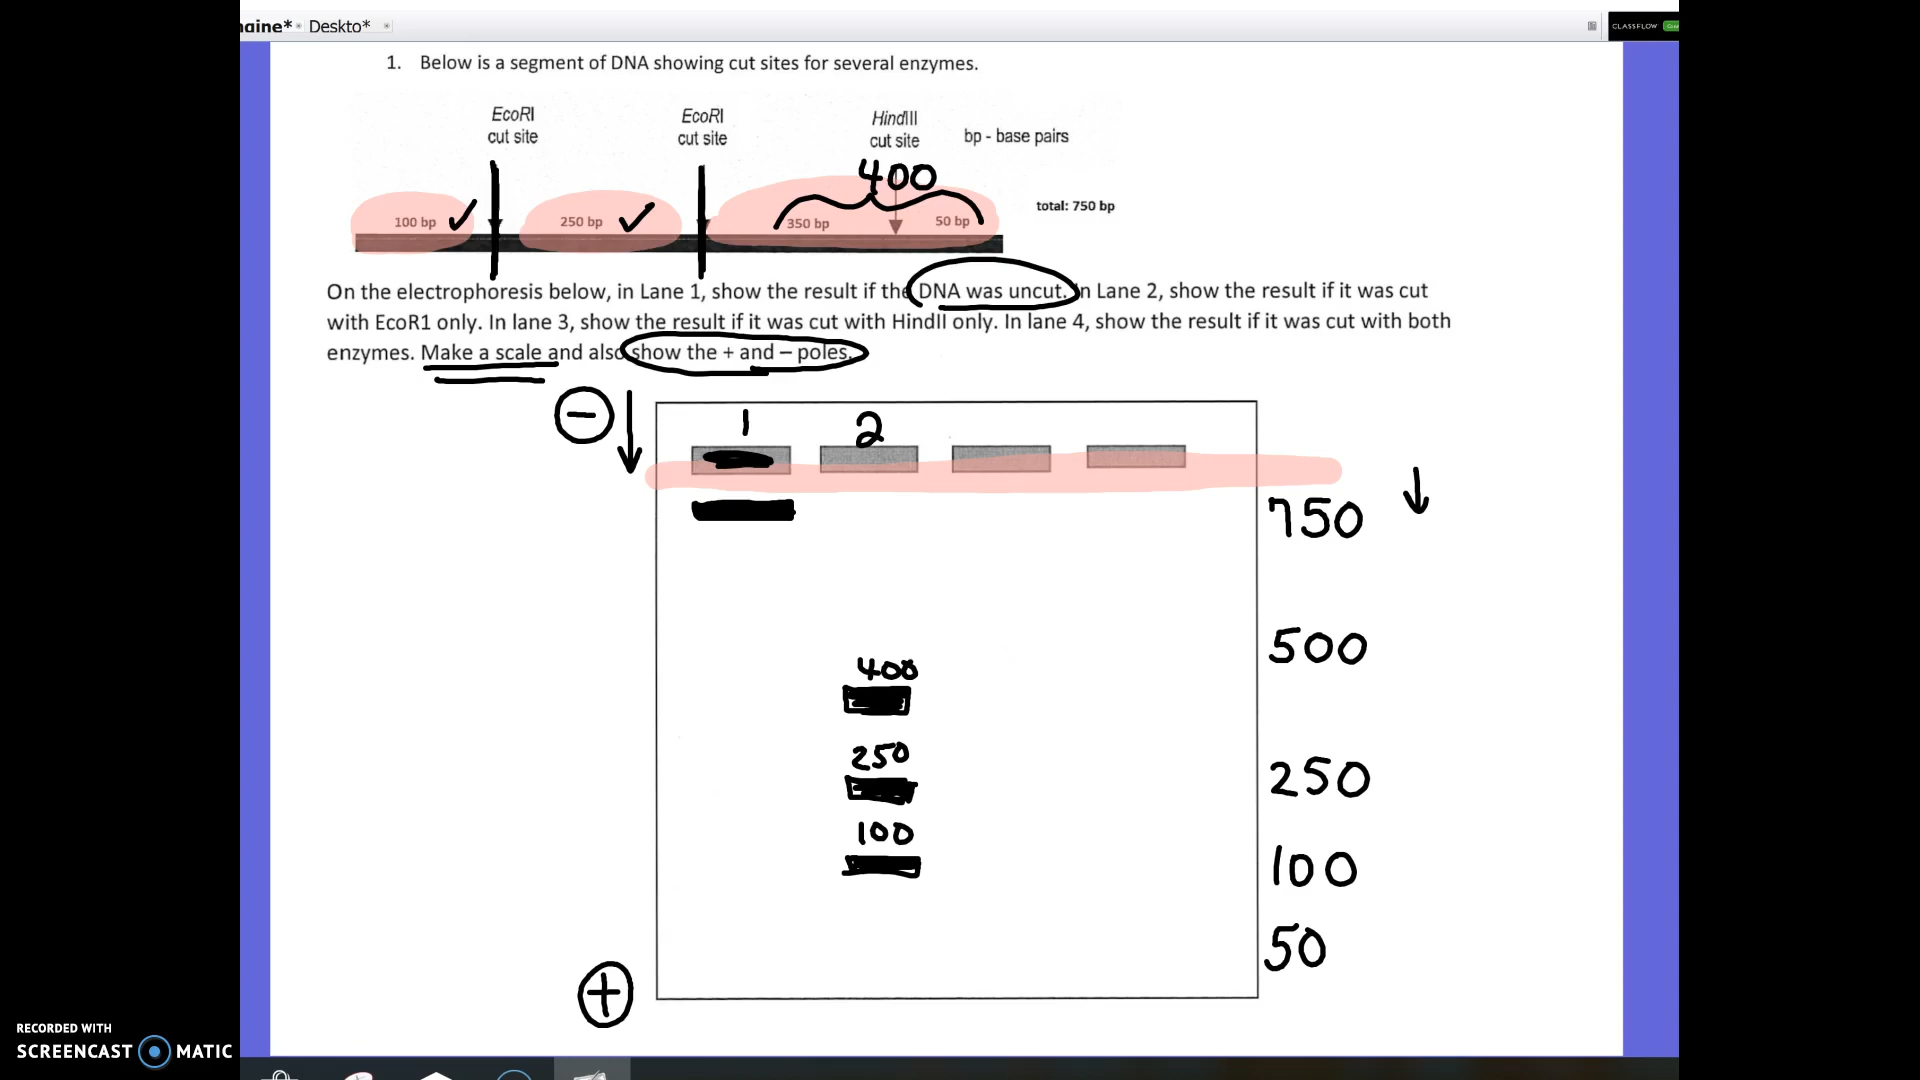 naine* Deskto*
CLASSFLOW
1. Below is a segment of DNA showing cut sites for several enzymes.
EcoRI cut site
EcoRI cut site
HindIII cut site
bp - base pairs
400
total: 750 bp
100 bp ✓ 250 bp ✓ 350 bp 50 bp
On the electrophoresis below, in Lane 1, show the result if the DNA was uncut. In Lane 2, show the result if it was cut
with EcoR1 only. In lane 3, show the result if it was cut with HindII only. In lane 4, show the result if it was cut with both
enzymes. Make a scale and also show the + and – poles.
−
1 2
750
500
400
250
250
100
100
50
+
RECORDED WITH
SCREENCAST MATIC